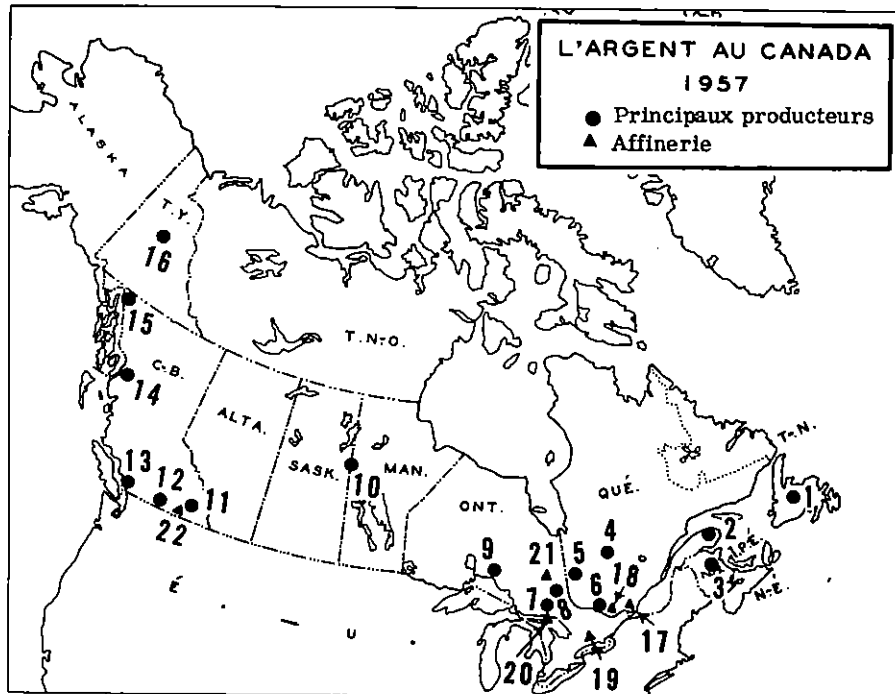 L'ARGENT AU CANADA
1957
● Principaux producteurs
▲ Affinerie
ALASKA
T.Y.
16
15
T.N-O.
C-B.
14
ALTA.
SASK.
MAN.
10
13
12
11
22
ONT.
QUÉ.
T-N.
1
2
Î.P.É.
3
N-É.
4
5
6
18
21
9
7
8
17
20
19
É
U